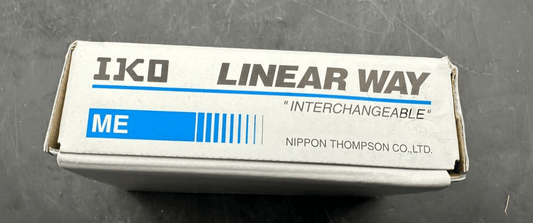 IKO LINEAR WAY
"INTERCHANGEABLE"
ME
NIPPON THOMPSON CO.,LTD.